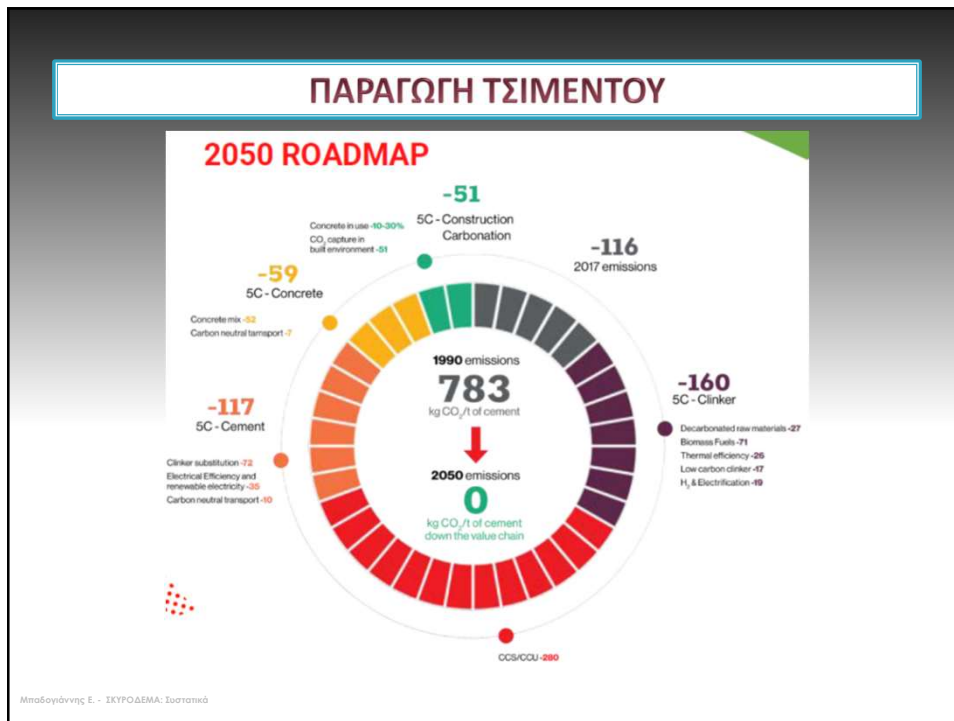 ΠΑΡΑΓΩΓΗ ΤΣΙΜΕΝΤΟΥ
2050 ROADMAP
-51
5C - Construction
Carbonation
Concrete in use -10-30%
CO₂ capture in
built environment -51
-116
2017 emissions
-59
5C - Concrete
Concrete mix -52
Carbon neutral tarnsport -7
1990 emissions
783
kg CO₂/t of cement
2050 emissions
0
kg CO₂/t of cement
down the value chain
-160
5C - Clinker
Decarbonated raw materials -27
Biomass Fuels -71
Thermal efficiency -26
Low carbon clinker -17
H₂ & Electrification -19
-117
5C - Cement
Clinker substitution -72
Electrical Efficiency and
renewable electricity -35
Carbon neutral transport -10
CCS/CCU -280
Μπαδογιάννης Ε. - ΣΚΥΡΟΔΕΜΑ: Συστατικά